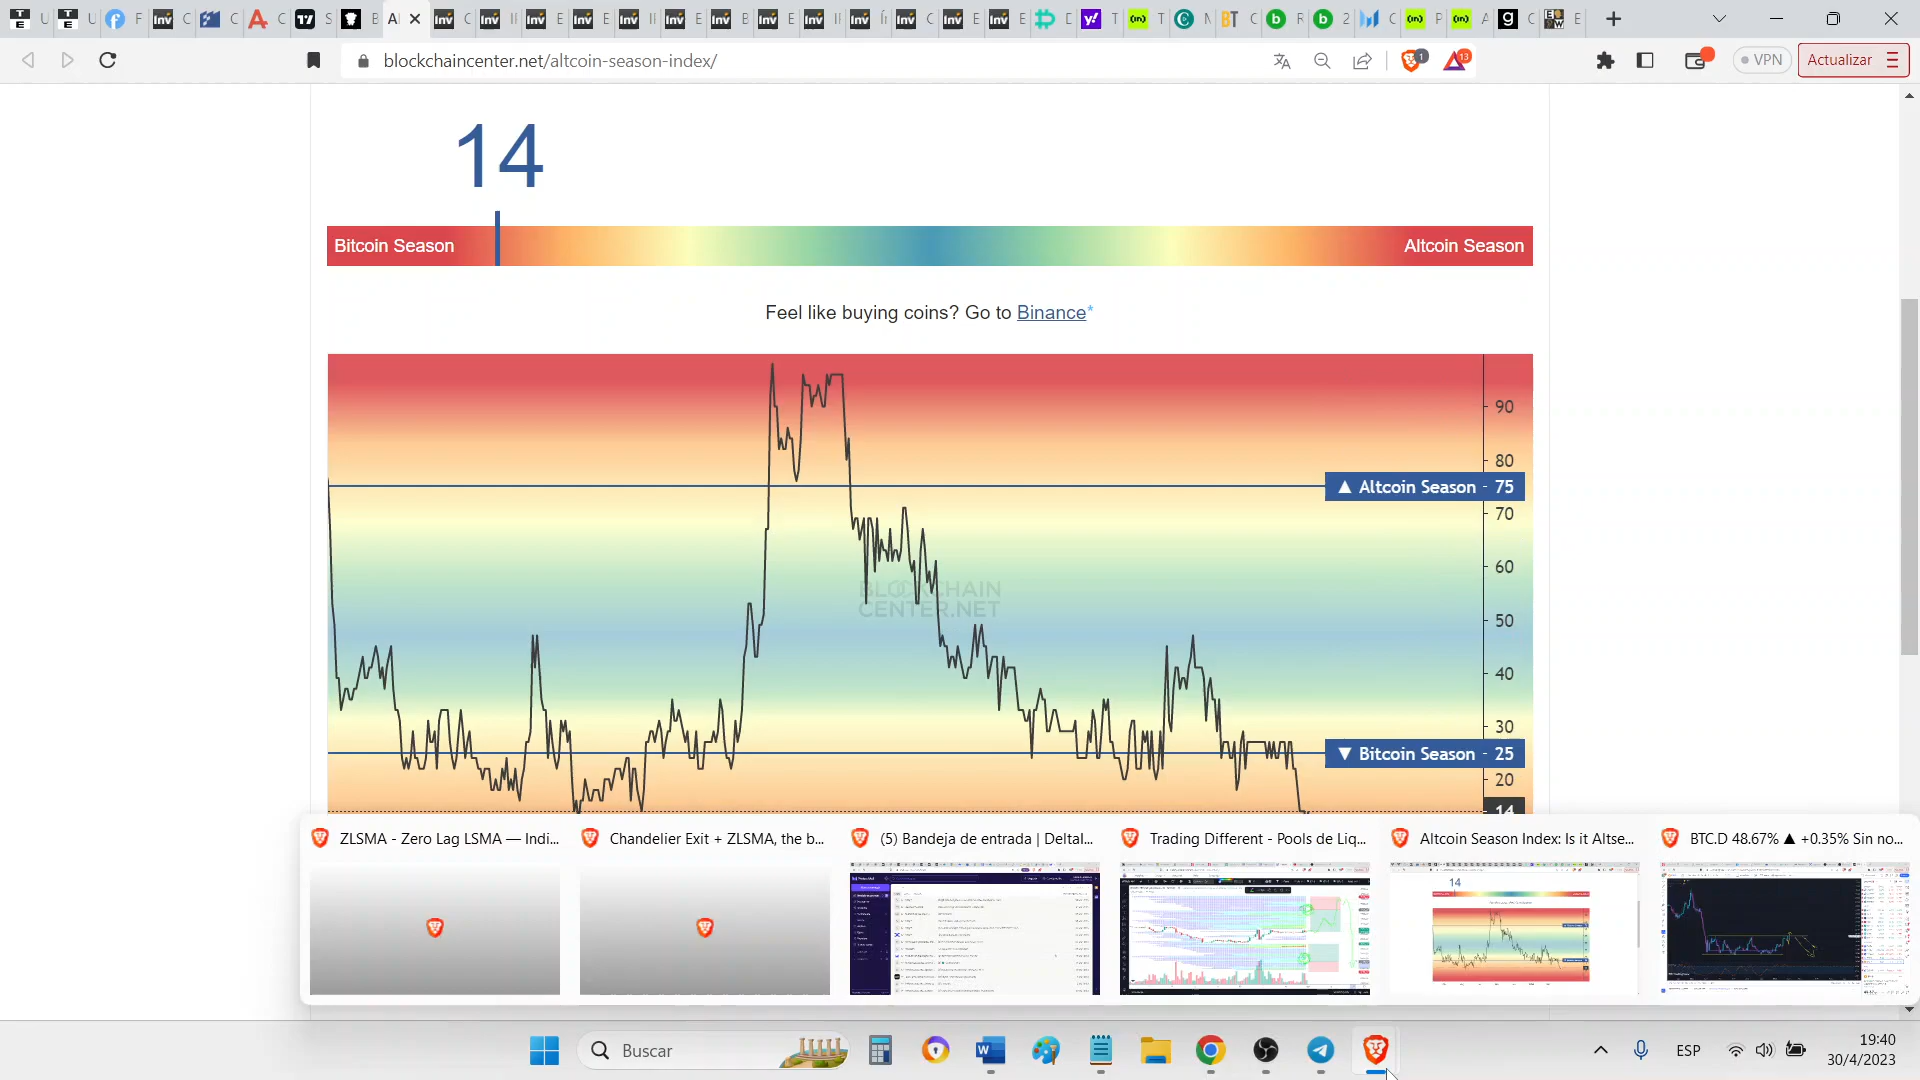 blockchaincenter.net/altcoin-season-index/
1
13
VPN
Actualizar
14
Bitcoin Season
Altcoin Season
Feel like buying coins? Go to Binance*
90
80
▲ Altcoin Season - 75
70
60
BLOCKCHAIN
CENTER.NET
50
40
30
▼ Bitcoin Season - 25
20
14
ZLSMA - Zero Lag LSMA — Indi...
Chandelier Exit + ZLSMA, the b...
(5) Bandeja de entrada | Deltal...
Trading Different - Pools de Liq...
Altcoin Season Index: Is it Altse...
BTC.D 48.67% ▲ +0.35% Sin no...
14
Buscar
ESP
19:40
30/4/2023